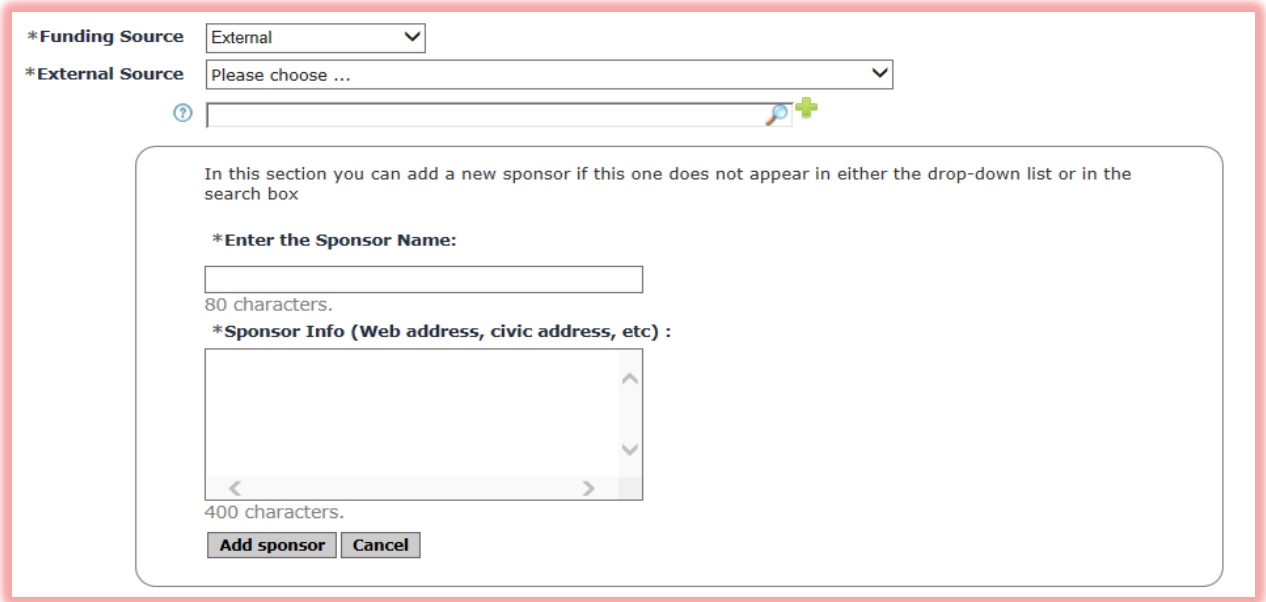 *Funding Source External
*External Source Please choose ...
?
In this section you can add a new sponsor if this one does not appear in either the drop-down list or in the
search box
*Enter the Sponsor Name:
80 characters.
*Sponsor Info (Web address, civic address, etc) :
400 characters.
Add sponsor Cancel